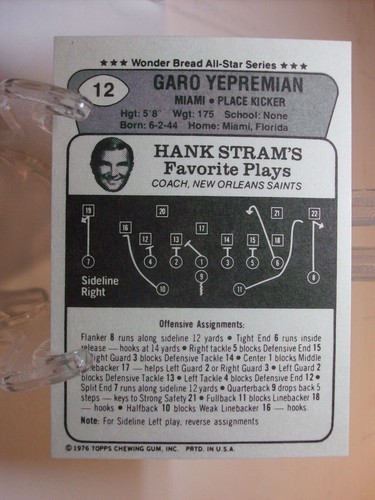 ★★★ Wonder Bread All-Star Series ★★★
12
GARO YEPREMIAN
MIAMI • PLACE KICKER
Hgt: 5'8" Wgt: 175 School: None
Born: 6-2-44 Home: Miami, Florida
HANK STRAM'S
Favorite Plays
COACH, NEW ORLEANS SAINTS
19 20 21 22
16 17
12 13 14 15 18
7 4 2 1 3 5 6 8
9
10 11
Sideline
Right
Offensive Assignments:
Flanker 8 runs along sideline 12 yards • Tight End 6 runs inside
release — hooks at 14 yards • Right tackle 5 blocks Defensive End 15
• Right Guard 3 blocks Defensive Tackle 14 • Center 1 blocks Middle
Linebacker 17 — helps Left Guard 2 or Right Guard 3 • Left Guard 2
blocks Defensive Tackle 13 • Left Tackle 4 blocks Defensive End 12 •
Split End 7 runs along sideline 12 yards • Quarterback 9 drops back 5
steps — keys to Strong Safety 21 • Fullback 11 blocks Linebacker 18
— hooks • Halfback 10 blocks Weak Linebacker 16 — hooks.
Note: For Sideline Left play, reverse assignments
© 1976 TOPPS CHEWING GUM, INC. PRTD. IN U.S.A.